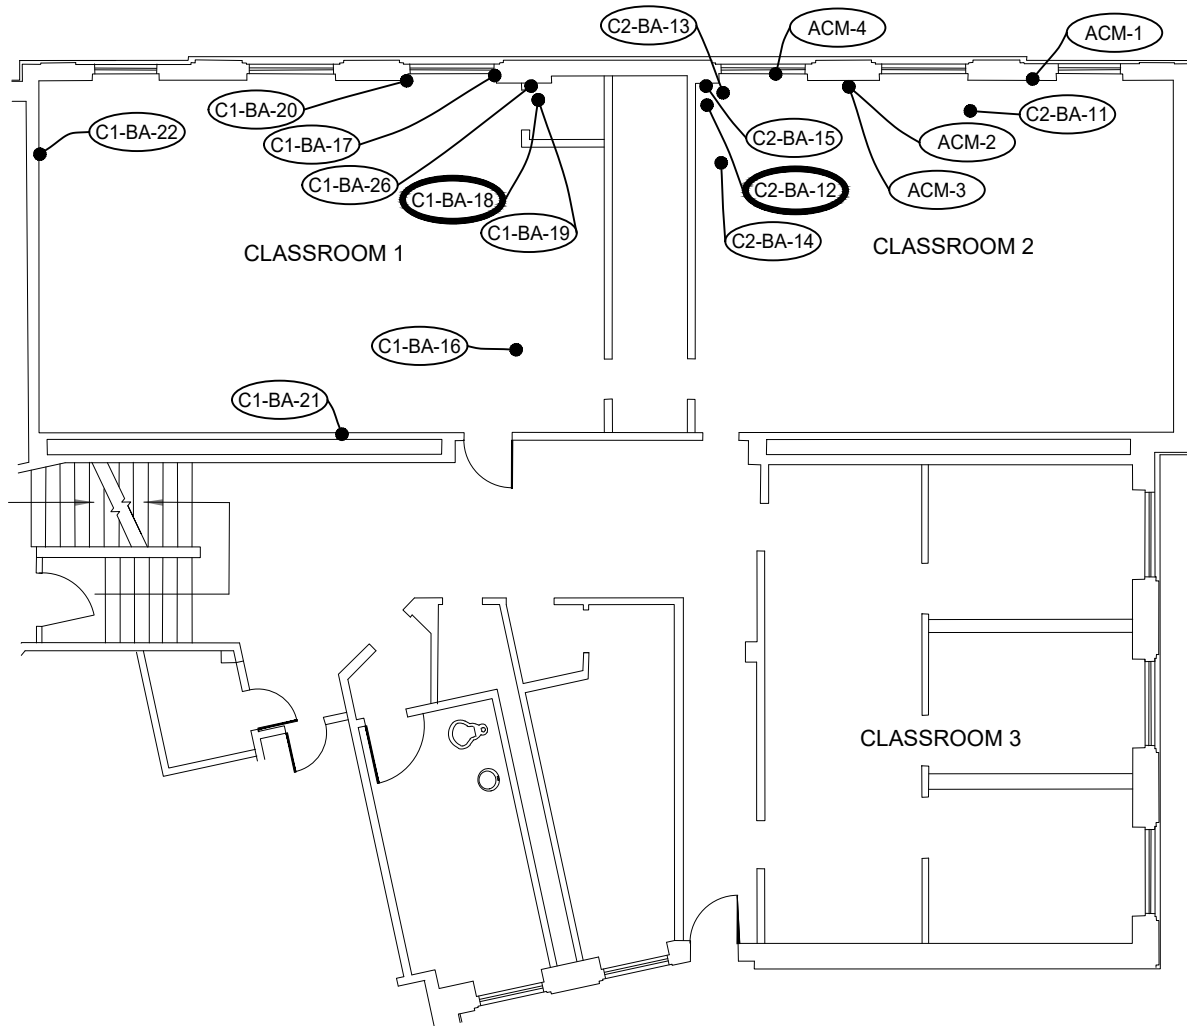 C2-BA-13
ACM-4
ACM-1
C1-BA-20
C2-BA-11
C1-BA-22
C1-BA-17
C2-BA-15
ACM-2
C1-BA-26
C1-BA-18
C2-BA-12
ACM-3
C1-BA-19
C2-BA-14
CLASSROOM 1
CLASSROOM 2
C1-BA-16
C1-BA-21
CLASSROOM 3